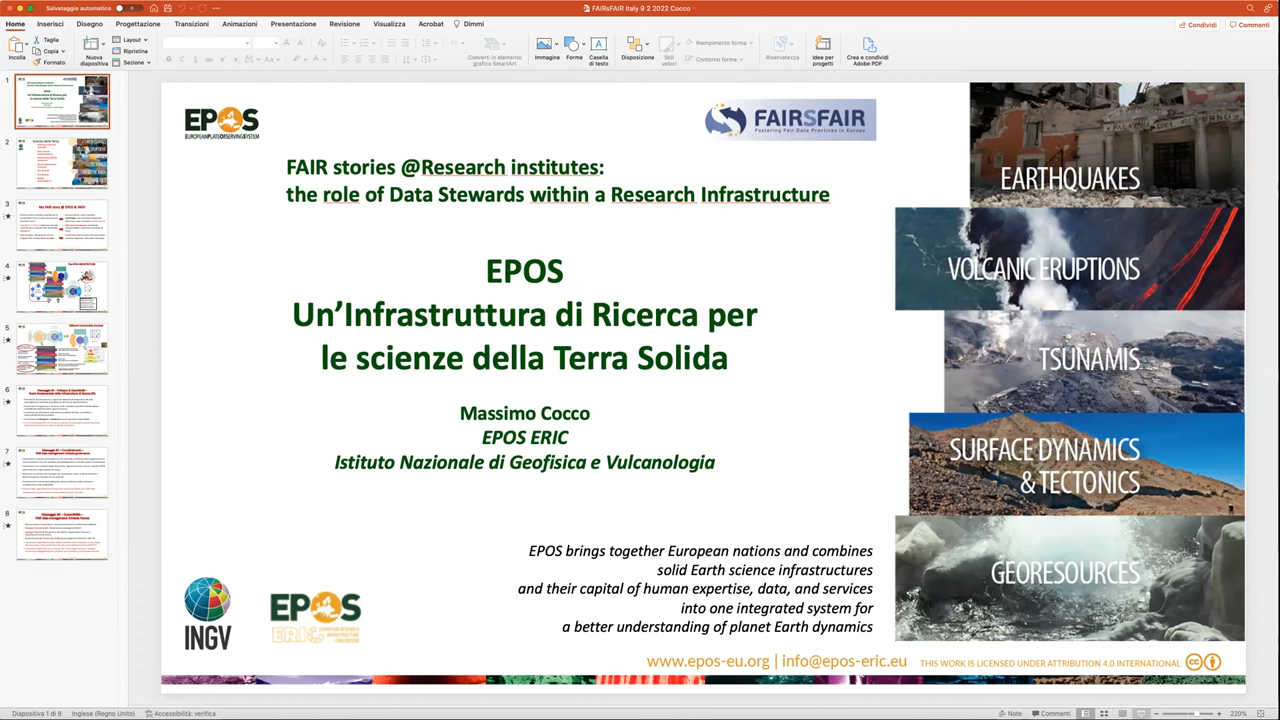 Salvataggio automatico
FAIRsFAIR Italy 9 2 2022 Cocco
Home Inserisci Disegno Progettazione Transizioni Animazioni Presentazione Revisione Visualizza Acrobat Dimmi
Condividi Commenti
Incolla
Taglia
Copia
Formato
Nuova
diapositiva
Layout
Ripristina
Sezione
Converti in elemento
grafico SmartArt
Immagine
Forme
Casella
di testo
Disposizione
Stili
veloci
Riempimento forma
Contorno forma
Riservatezza
Idee per
progetti
Crea e condividi
Adobe PDF
1
2
3
4
5
6
7
8
EPOS
EUROPEAN PLATE OBSERVING SYSTEM
FAIRSFAIR
Fostering Fair Data Practices in Europe
FAIR stories @Research institutes:
the role of Data Stewards within a Research Infrastructure
EPOS
Un’Infrastruttura di Ricerca per
le scienze della Terra Solida
Massimo Cocco
EPOS ERIC
Istituto Nazionale di Geofisica e Vulcanologia
EARTHQUAKES
VOLCANIC ERUPTIONS
TSUNAMIS
SURFACE DYNAMICS
& TECTONICS
GEORESOURCES
EPOS brings together European nations and combines
solid Earth science infrastructures
and their capital of human expertise, data, and services
into one integrated system for
a better understanding of planet Earth dynamics
INGV
EPOS
ERIC
www.epos-eu.org | info@epos-eric.eu THIS WORK IS LICENSED UNDER ATTRIBUTION 4.0 INTERNATIONAL
Diapositiva 1 di 8 Inglese (Regno Unito) Accessibilità: verifica
Note Commenti 220%